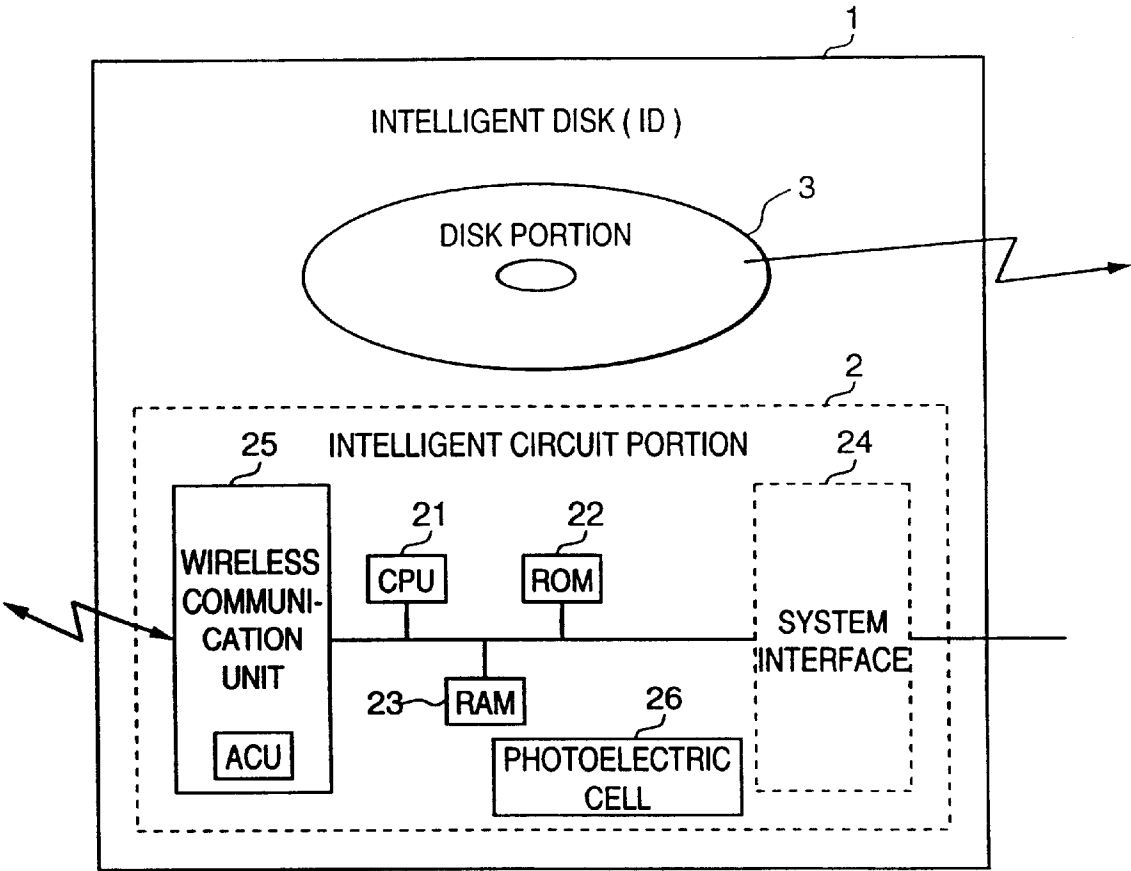 1
INTELLIGENT DISK ( ID )
3
DISK PORTION
2
INTELLIGENT CIRCUIT PORTION
25
24
21
22
WIRELESS
COMMUNI-
CATION
UNIT
CPU
ROM
SYSTEM
INTERFACE
23
RAM
26
ACU
PHOTOELECTRIC
CELL